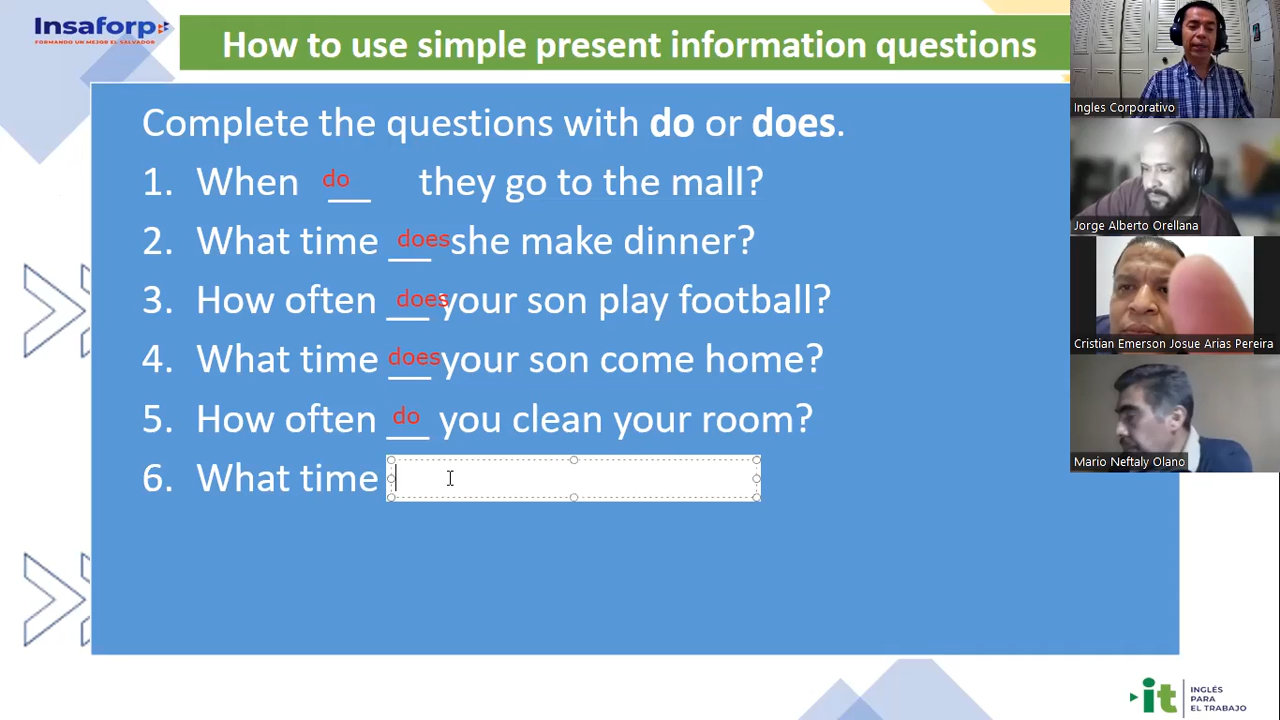 Insaforp
FORMANDO UN MEJOR EL SALVADOR
How to use simple present information questions
Complete the questions with do or does.
1. When do they go to the mall?
2. What time does she make dinner?
3. How often does your son play football?
4. What time does your son come home?
5. How often do you clean your room?
6. What time
Ingles Corporativo
Jorge Alberto Orellana
Cristian Emerson Josue Arias Pereira
Mario Neftaly Olano
it
INGLÉS
PARA
EL TRABAJO